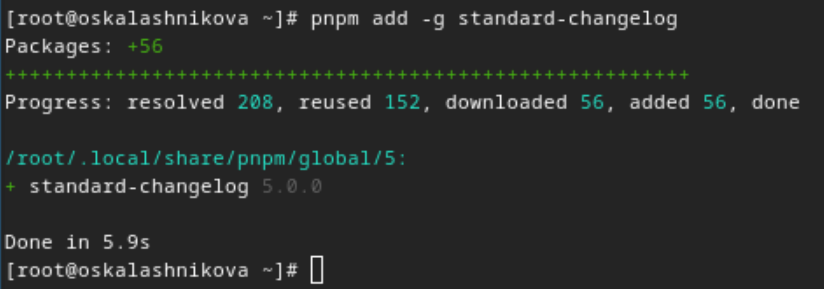 [root@oskalashnikova ~]# pnpm add -g standard-changelog
Packages: +56
++++++++++++++++++++++++++++++++++++++++++++++++++++++++
Progress: resolved 208, reused 152, downloaded 56, added 56, done
/root/.local/share/pnpm/global/5:
+ standard-changelog 5.0.0
Done in 5.9s
[root@oskalashnikova ~]#